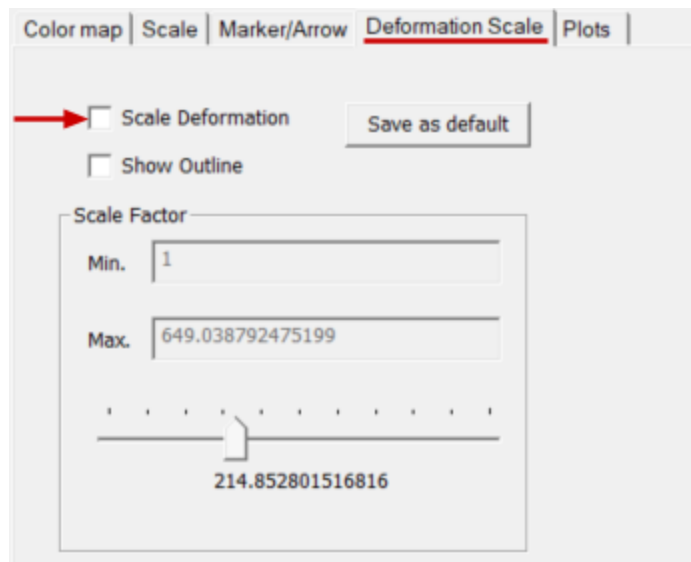 Color map Scale Marker/Arrow Deformation Scale Plots
Scale Deformation Save as default
Show Outline
Scale Factor
Min. 1
Max. 649.038792475199
214.852801516816